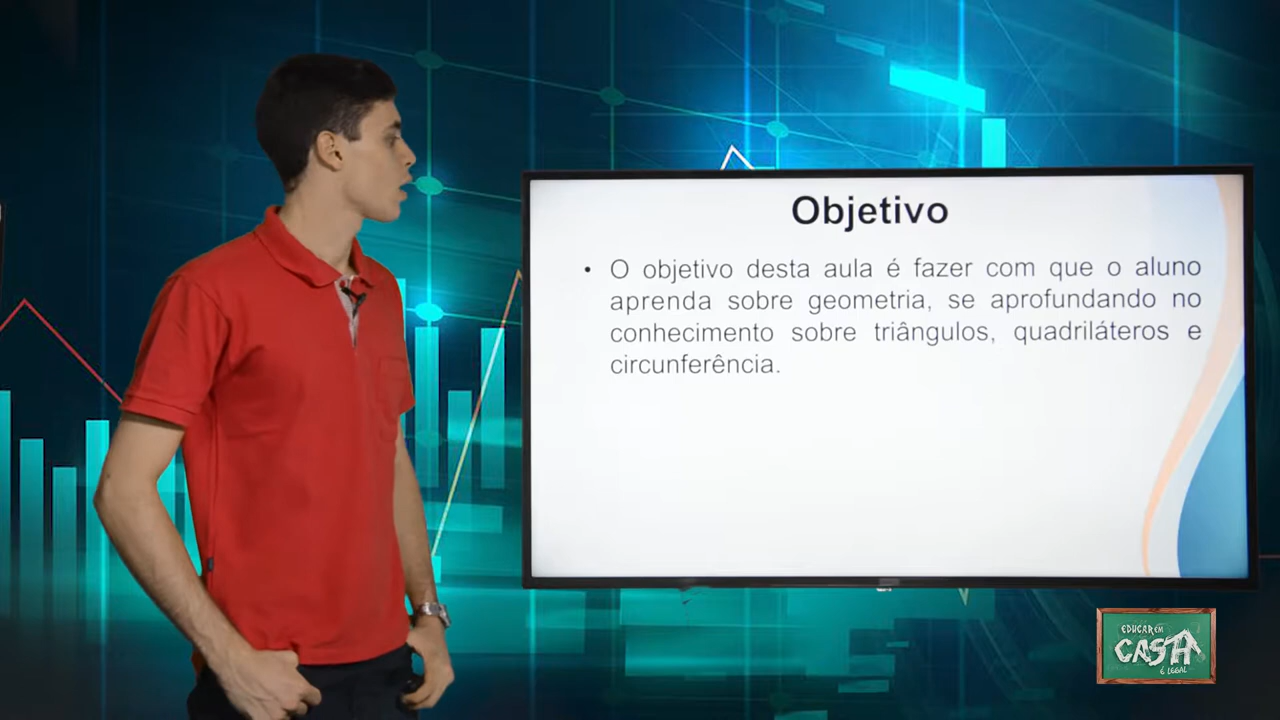 Objetivo
• O objetivo desta aula é fazer com que o aluno
aprenda sobre geometria, se aprofundando no
conhecimento sobre triângulos, quadriláteros e
circunferência.
EDUCAR EM
CASA
É LEGAL